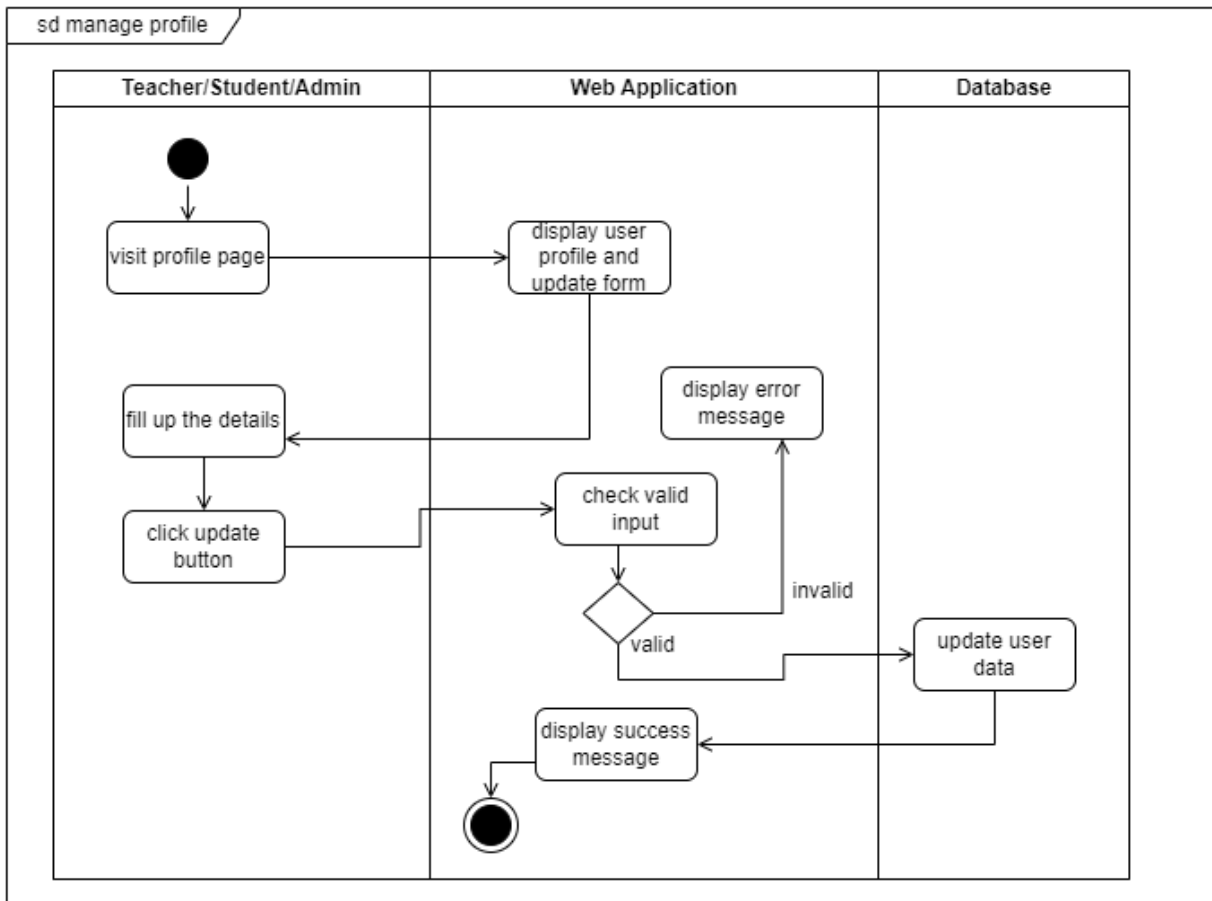 sd manage profile
Teacher/Student/Admin
Web Application
Database
visit profile page
display user
profile and
update form
fill up the details
display error
message
click update
button
check valid
input
invalid
valid
update user
data
display success
message